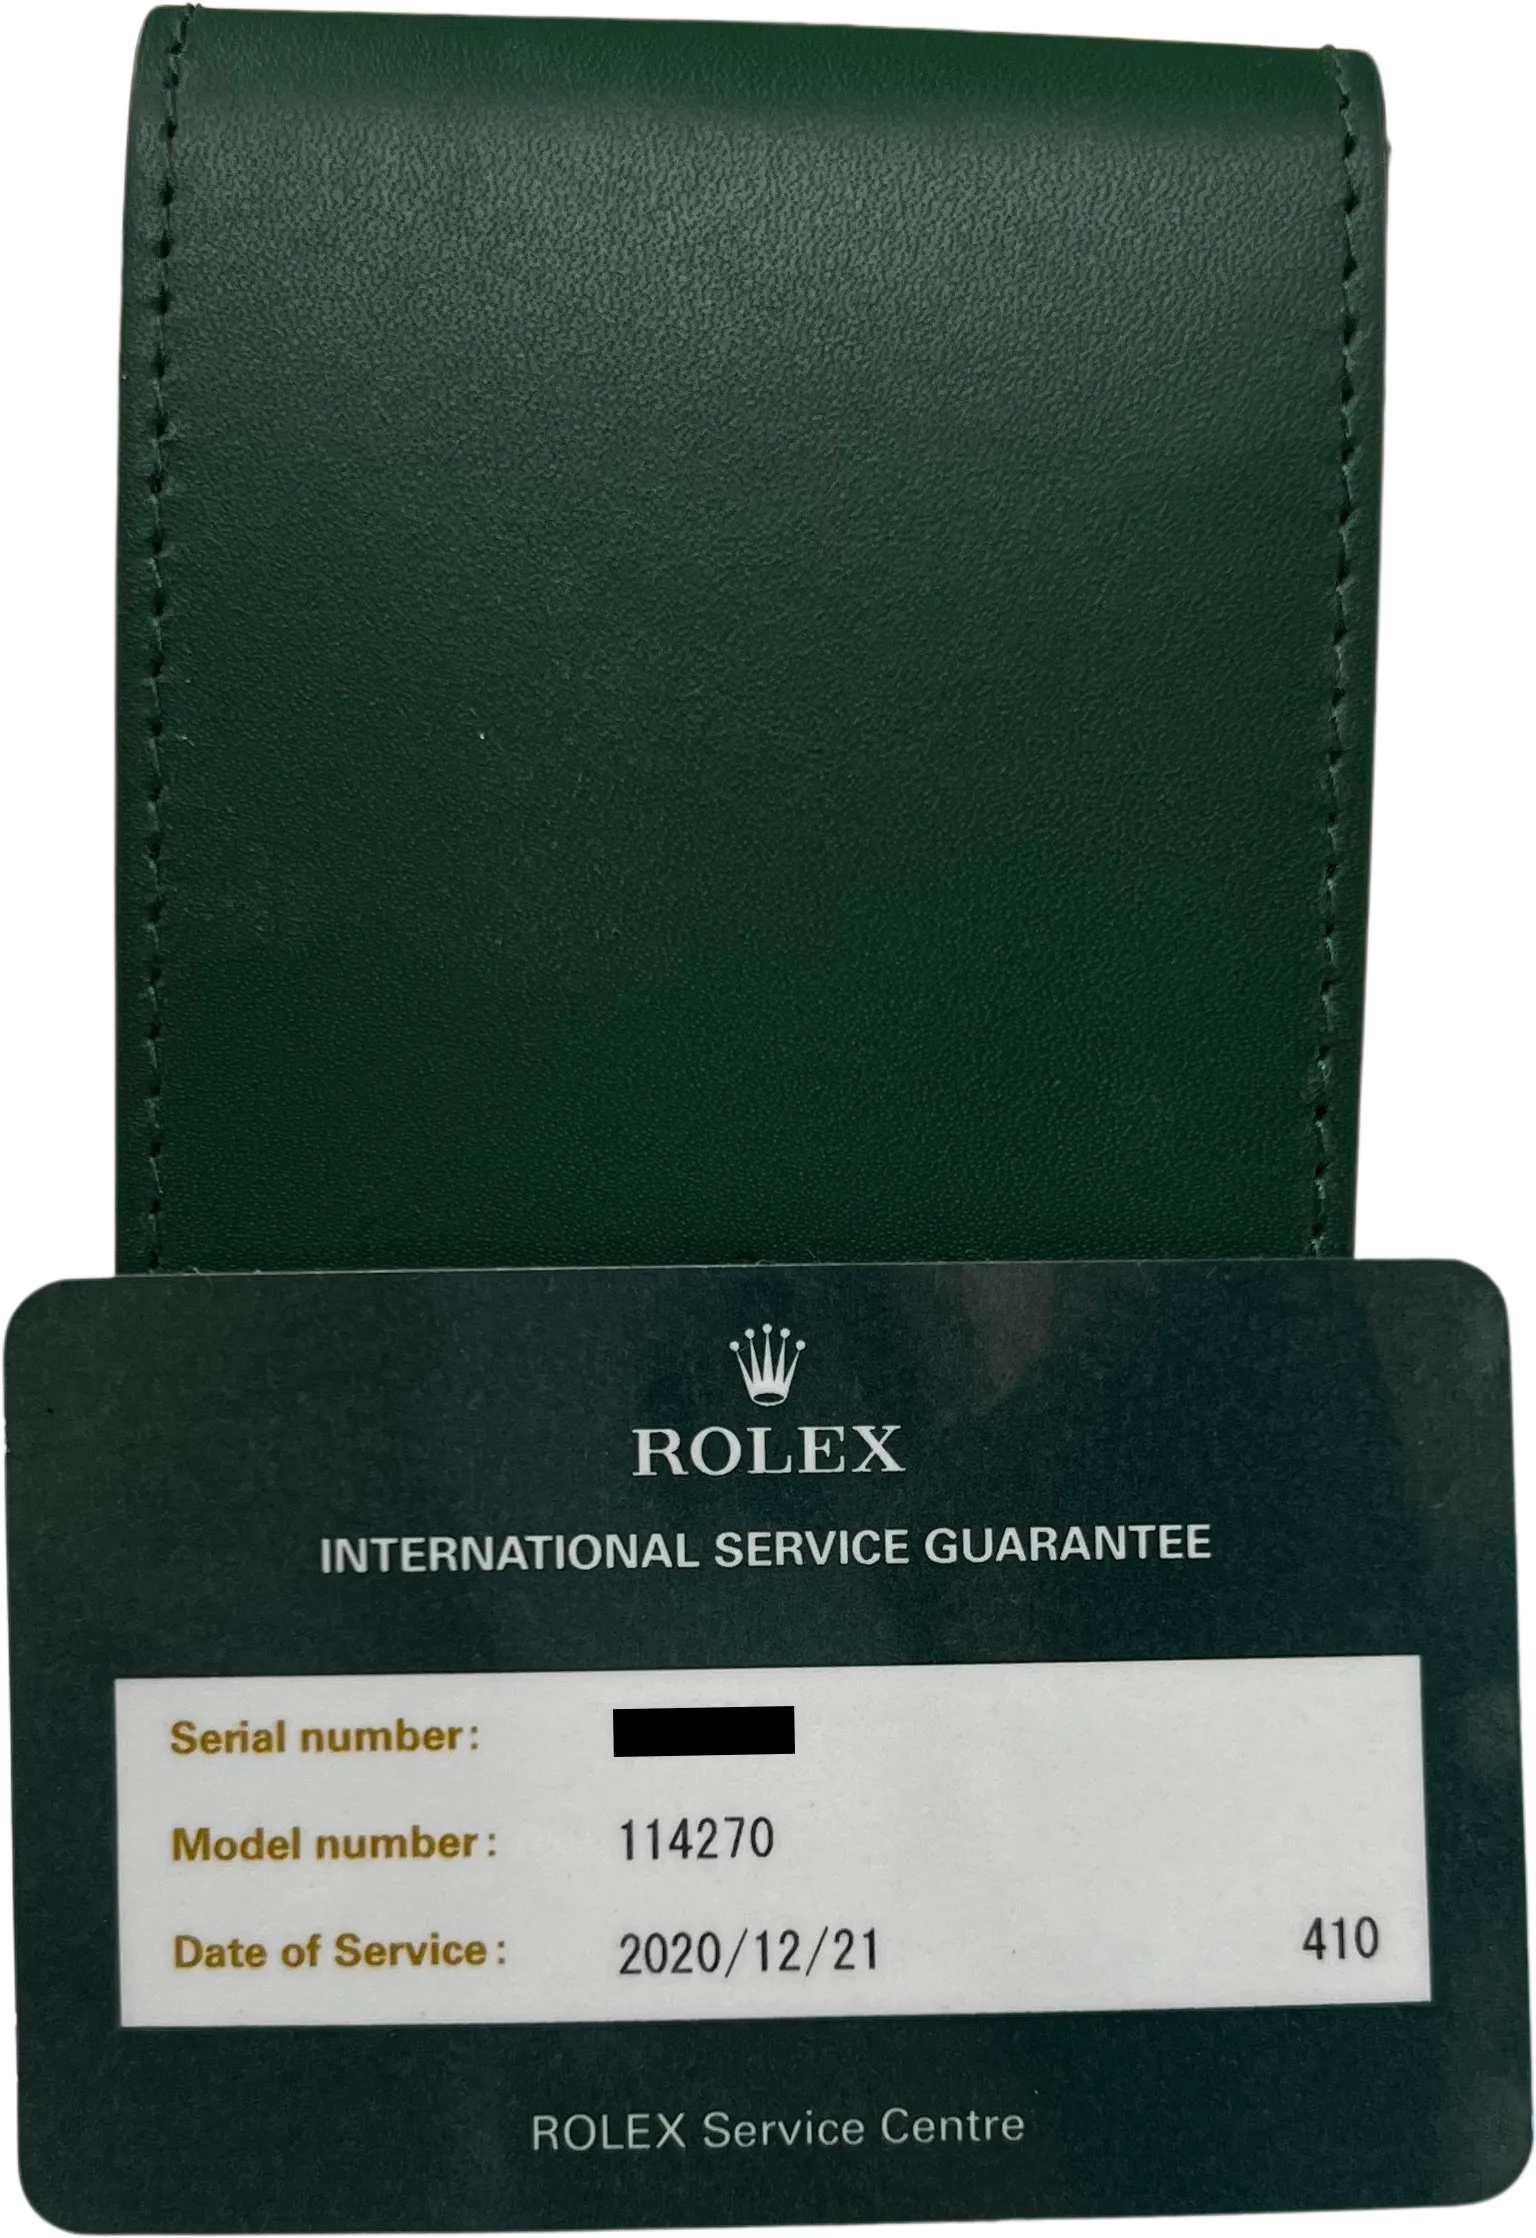 ROLEX
INTERNATIONAL SERVICE GUARANTEE
Serial number:
Model number: 114270
Date of Service: 2020/12/21 410
ROLEX Service Centre